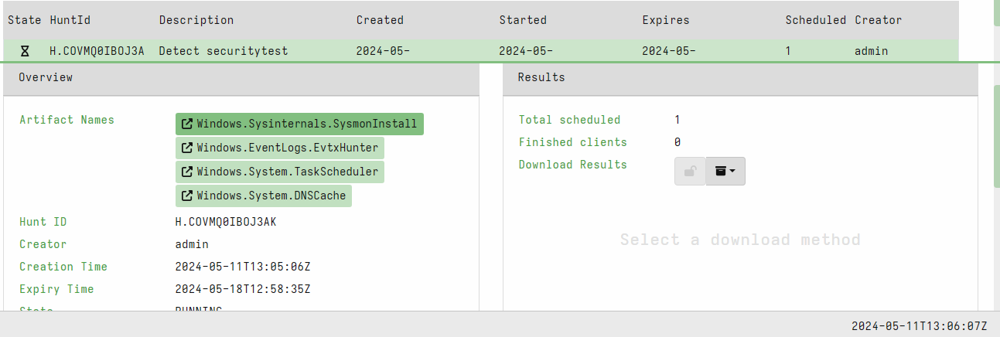 State HuntId Description Created Started Expires Scheduled Creator
H.COVMQ0IBOJ3A Detect securitytest 2024-05- 2024-05- 2024-05- 1 admin
Overview
Artifact Names
Windows.Sysinternals.SysmonInstall
Windows.EventLogs.EvtxHunter
Windows.System.TaskScheduler
Windows.System.DNSCache
Hunt ID H.COVMQ0IBOJ3AK
Creator admin
Creation Time 2024-05-11T13:05:06Z
Expiry Time 2024-05-18T12:58:35Z
State RUNNING
Results
Total scheduled 1
Finished clients 0
Download Results
Select a download method
2024-05-11T13:06:07Z